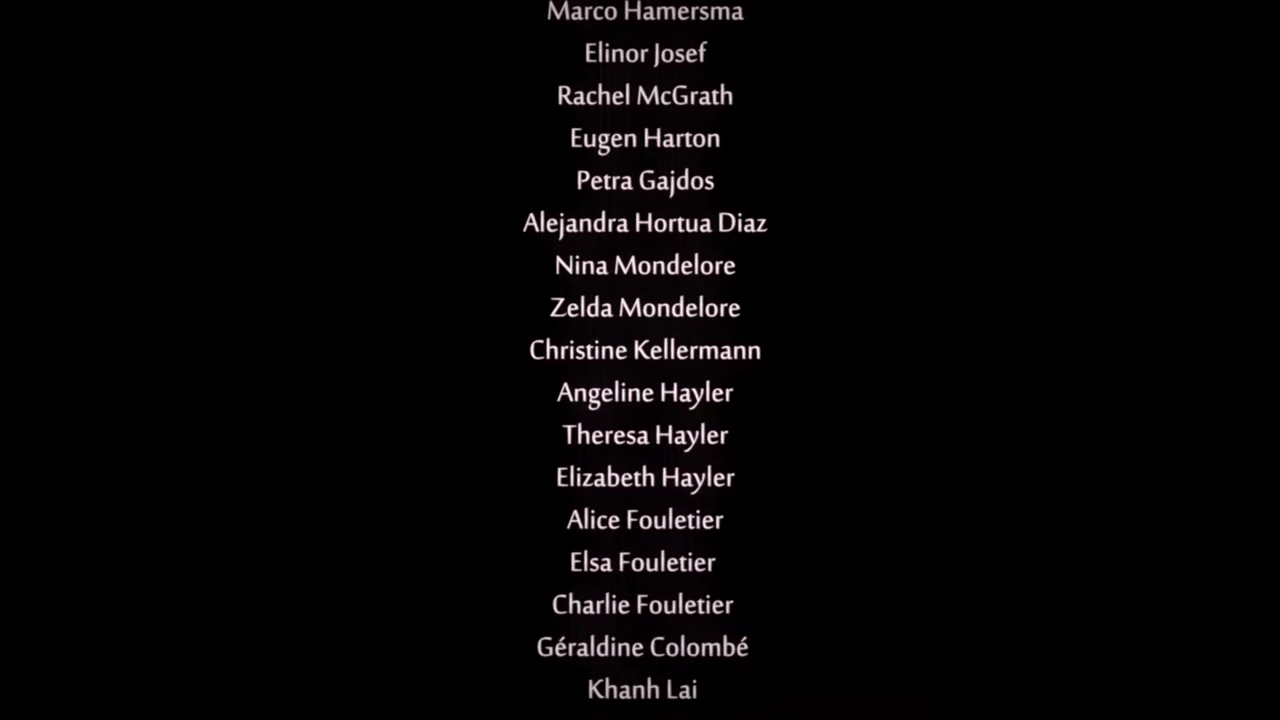 Marco Hamersma
Elinor Josef
Rachel McGrath
Eugen Harton
Petra Gajdos
Alejandra Hortua Diaz
Nina Mondelore
Zelda Mondelore
Christine Kellermann
Angeline Hayler
Theresa Hayler
Elizabeth Hayler
Alice Fouletier
Elsa Fouletier
Charlie Fouletier
Géraldine Colombé
Khanh Lai